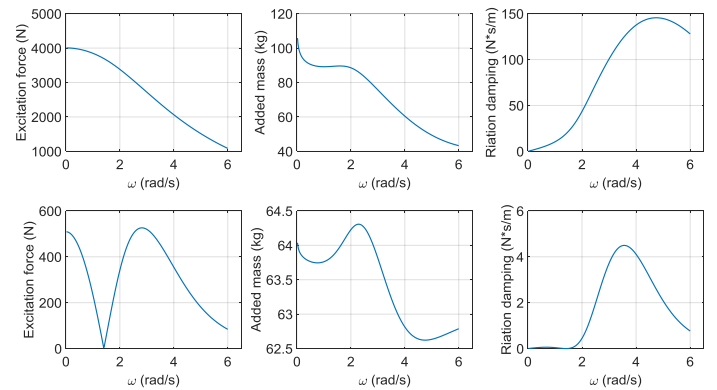 Excitation force (N)
5000
4000
3000
2000
1000
0 2 4 6
ω (rad/s)
Added mass (kg)
120
100
80
60
40
0 2 4 6
ω (rad/s)
Riation damping (N*s/m)
150
100
50
0
0 2 4 6
ω (rad/s)
Excitation force (N)
600
400
200
0
0 2 4 6
ω (rad/s)
Added mass (kg)
64.5
64
63.5
63
62.5
0 2 4 6
ω (rad/s)
Riation damping (N*s/m)
6
4
2
0
0 2 4 6
ω (rad/s)